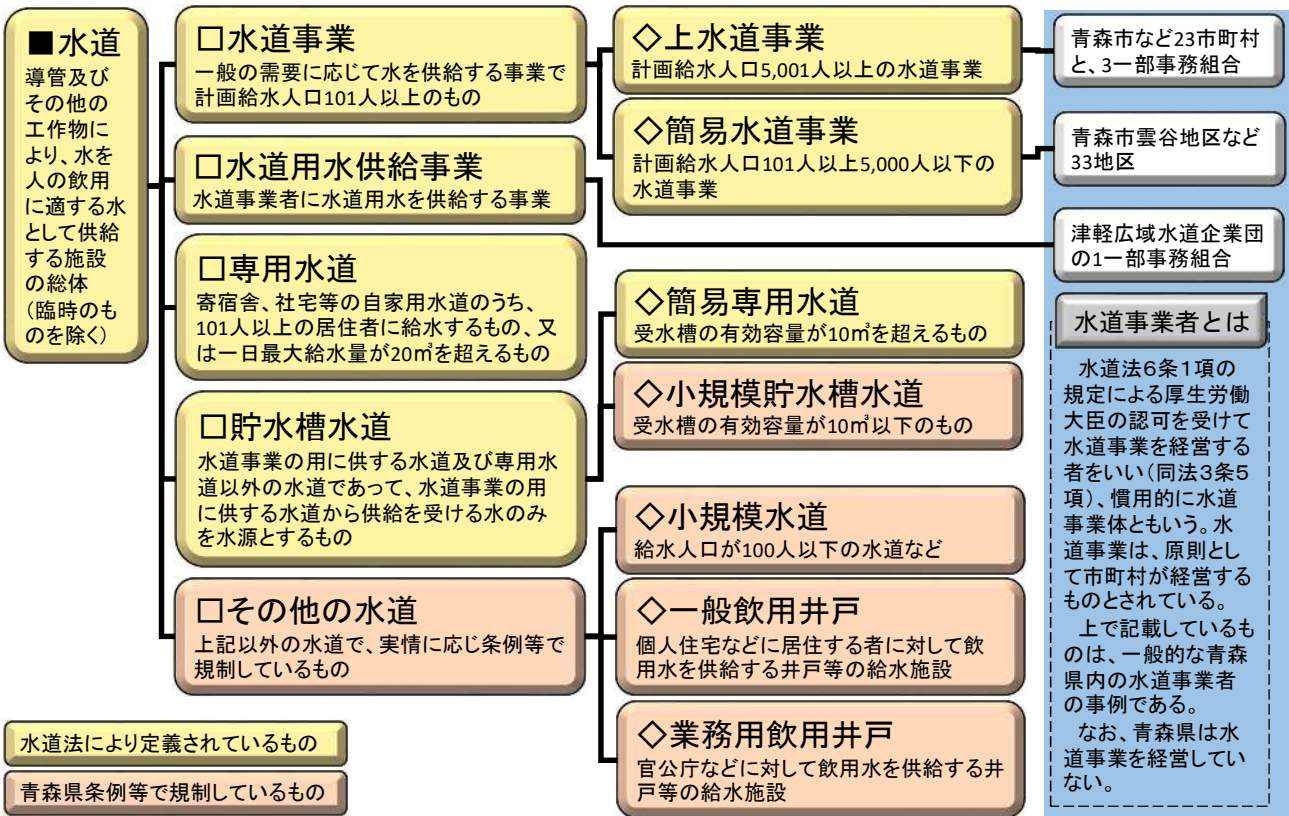 ■水道
導管及び
その他の
工作物に
より、水を
人の飲用
に適する水
として供給
する施設
の総体
(臨時のも
のを除く)
□水道事業
一般の需要に応じて水を供給する事業で
計画給水人口101人以上のもの
□水道用水供給事業
水道事業者に水道用水を供給する事業
□専用水道
寄宿舎、社宅等の自家用水道のうち、
101人以上の居住者に給水するもの、又
は一日最大給水量が20㎥を超えるもの
□貯水槽水道
水道事業の用に供する水道及び専用水
道以外の水道であって、水道事業の用
に供する水道から供給を受ける水のみ
を水源とするもの
□その他の水道
上記以外の水道で、実情に応じ条例等で
規制しているもの
◇上水道事業
計画給水人口5,001人以上の水道事業
◇簡易水道事業
計画給水人口101人以上5,000人以下の
水道事業
◇簡易専用水道
受水槽の有効容量が10㎥を超えるもの
◇小規模貯水槽水道
受水槽の有効容量が10㎥以下のもの
◇小規模水道
給水人口が100人以下の水道など
◇一般飲用井戸
個人住宅などに居住する者に対して飲
用水を供給する井戸等の給水施設
◇業務用飲用井戸
官公庁などに対して飲用水を供給する井
戸等の給水施設
青森市など23市町村
と、3一部事務組合
青森市雲谷地区など
33地区
津軽広域水道企業団
の1一部事務組合
水道事業者とは
水道法6条1項の
規定による厚生労働
大臣の認可を受けて
水道事業を経営する
者をいい(同法3条5
項)、慣用的に水道
事業体ともいう。水
道事業は、原則とし
て市町村が経営する
ものとされている。
上で記載しているも
のは、一般的な青森
県内の水道事業者
の事例である。
なお、青森県は水
道事業を経営してい
ない。
水道法により定義されているもの
青森県条例等で規制しているもの